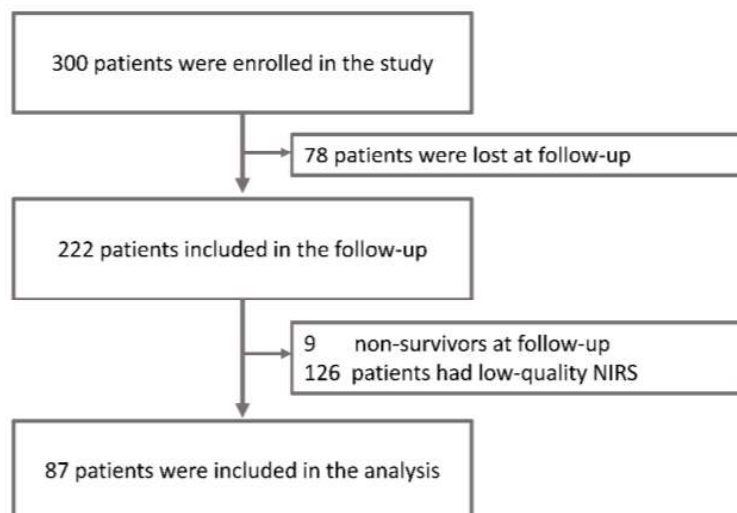 300 patients were enrolled in the study
78 patients were lost at follow-up
222 patients included in the follow-up
9 non-survivors at follow-up
126 patients had low-quality NIRS
87 patients were included in the analysis